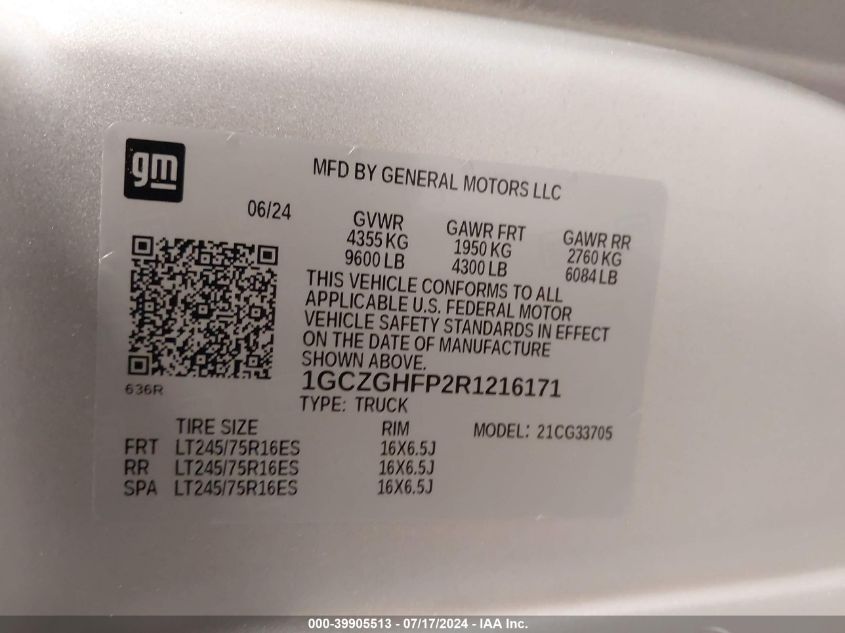 gm
MFD BY GENERAL MOTORS LLC
06/24
GVWR GAWR FRT GAWR RR
4355 KG 1950 KG 2760 KG
9600 LB 4300 LB 6084 LB
THIS VEHICLE CONFORMS TO ALL
APPLICABLE U.S. FEDERAL MOTOR
VEHICLE SAFETY STANDARDS IN EFFECT
ON THE DATE OF MANUFACTURE
SHOWN ABOVE.
636R
1GCZGHFP2R1216171
TYPE: TRUCK
TIRE SIZE RIM MODEL: 21CG33705
FRT LT245/75R16ES 16X6.5J
RR LT245/75R16ES 16X6.5J
SPA LT245/75R16ES 16X6.5J
000-39905513 - 07/17/2024 - IAA Inc.